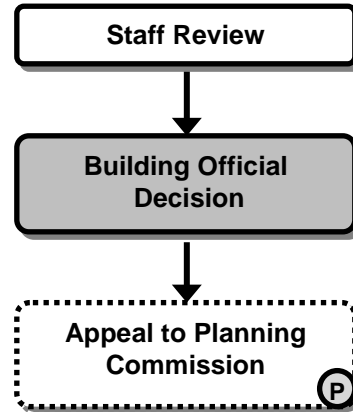 Staff Review
Building Official
Decision
Appeal to Planning
Commission
P